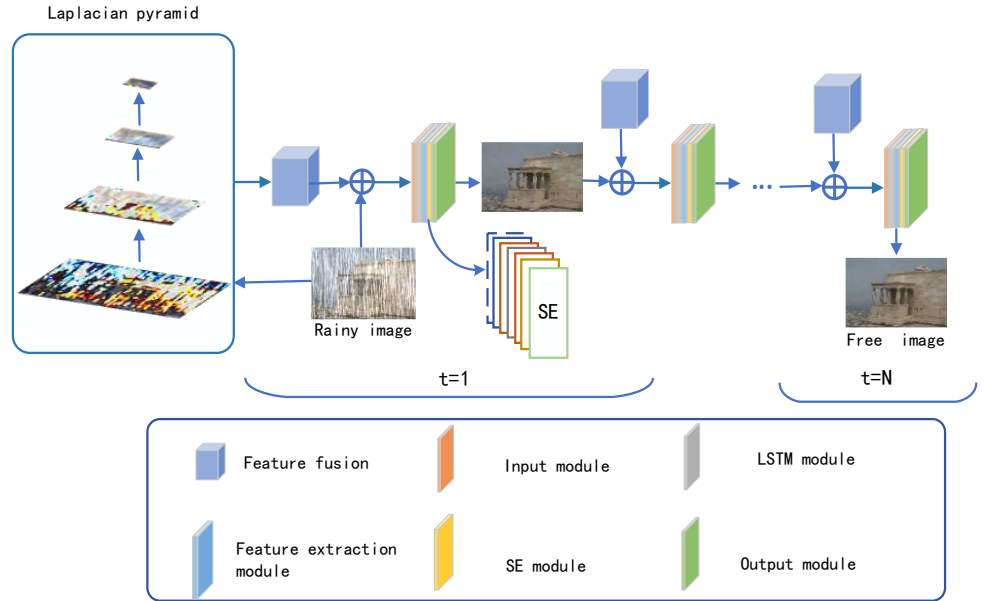 Laplacian pyramid
...
SE
Rainy image
Free image
t=1
t=N
Feature fusion
Input module
LSTM module
Feature extraction
module
SE module
Output module